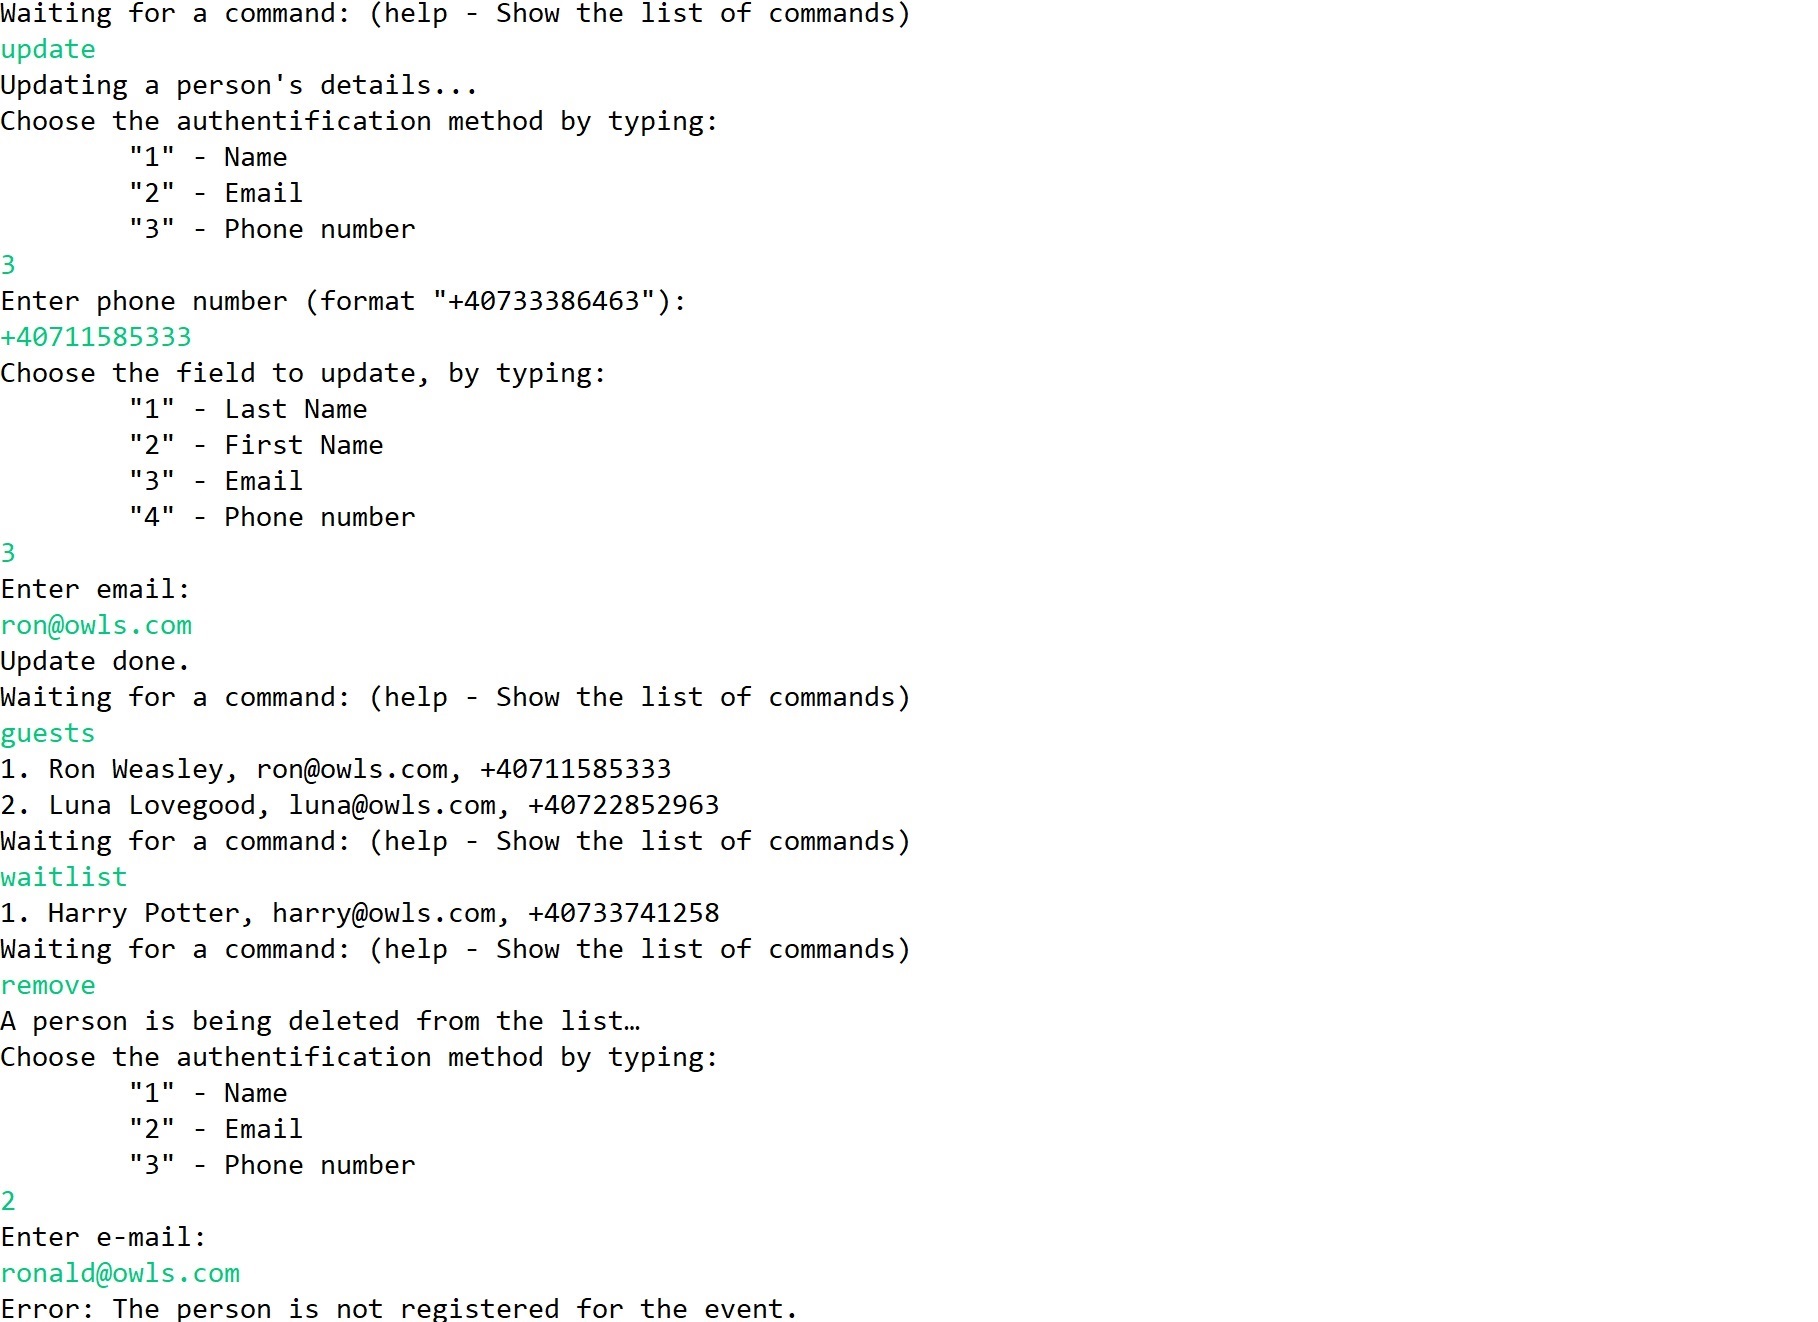 Waiting for a command: (help - Show the list of commands)
update
Updating a person's details...
Choose the authentification method by typing:
"1" - Name
"2" - Email
"3" - Phone number
3
Enter phone number (format "+40733386463"):
+40711585333
Choose the field to update, by typing:
"1" - Last Name
"2" - First Name
"3" - Email
"4" - Phone number
3
Enter email:
ron@owls.com
Update done.
Waiting for a command: (help - Show the list of commands)
guests
1. Ron Weasley, ron@owls.com, +40711585333
2. Luna Lovegood, luna@owls.com, +40722852963
Waiting for a command: (help - Show the list of commands)
waitlist
1. Harry Potter, harry@owls.com, +40733741258
Waiting for a command: (help - Show the list of commands)
remove
A person is being deleted from the list…
Choose the authentification method by typing:
"1" - Name
"2" - Email
"3" - Phone number
2
Enter e-mail:
ronald@owls.com
Error: The person is not registered for the event.